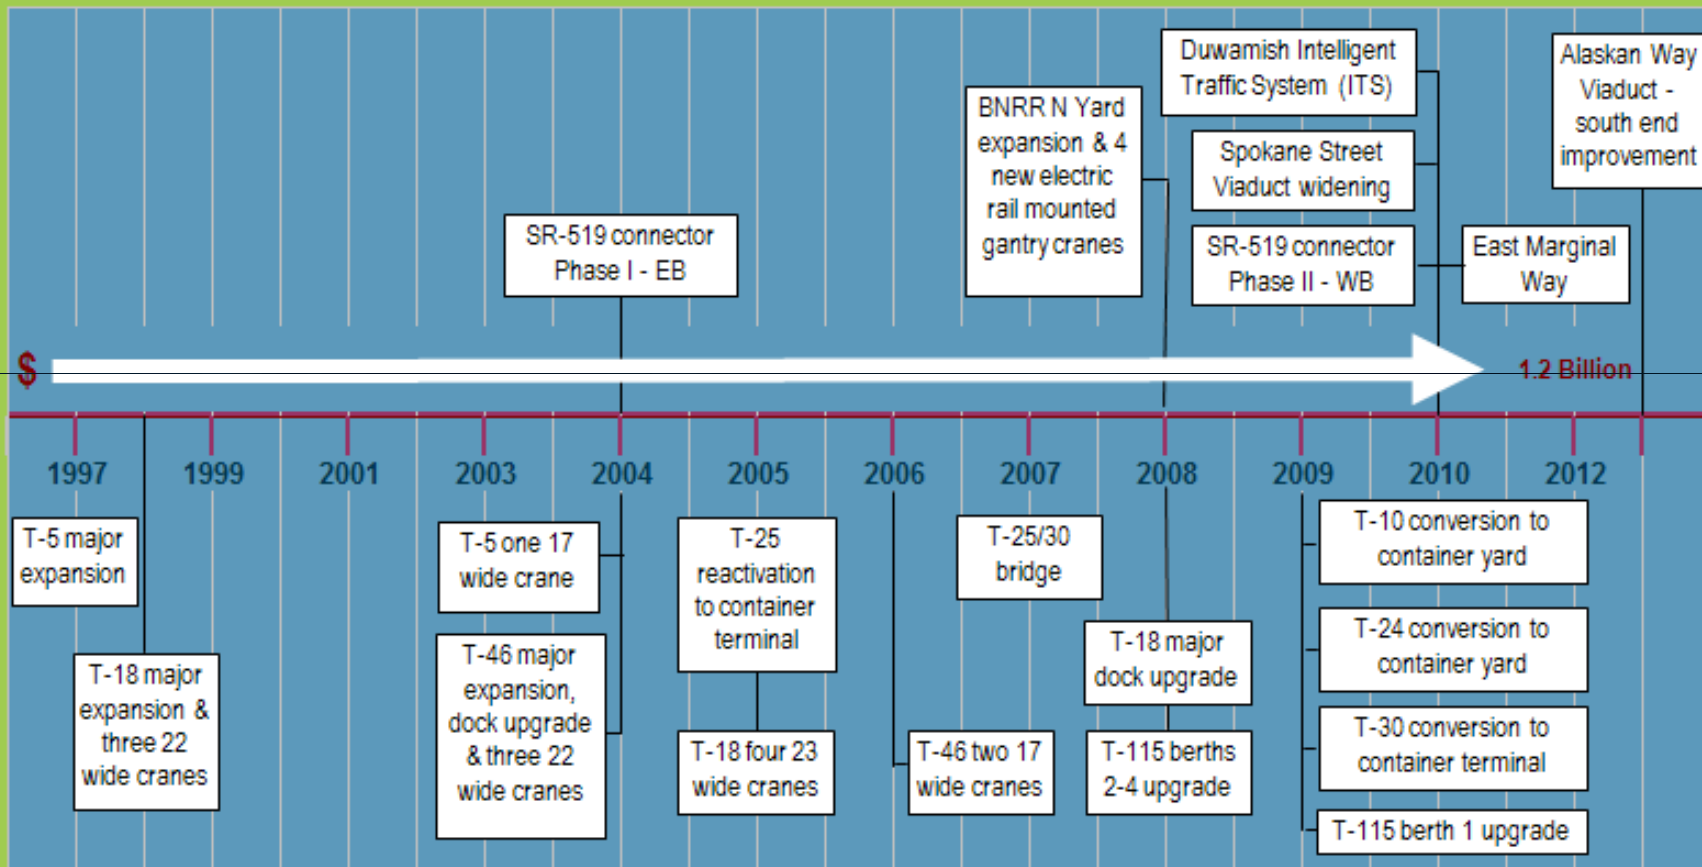 Duwamish Intelligent
Traffic System (ITS)
Alaskan Way
Viaduct -
south end
improvement
BNRR N Yard
expansion & 4
new electric
rail mounted
gantry cranes
Spokane Street
Viaduct widening
SR-519 connector
Phase I - EB
SR-519 connector
Phase II - WB
East Marginal
Way
$
1.2 Billion
1997
1999
2001
2003
2004
2005
2006
2007
2008
2009
2010
2012
T-5 major
expansion
T-18 major
expansion &
three 22
wide cranes
T-5 one 17
wide crane
T-46 major
expansion,
dock upgrade
& three 22
wide cranes
T-25
reactivation
to container
terminal
T-18 four 23
wide cranes
T-46 two 17
wide cranes
T-25/30
bridge
T-18 major
dock upgrade
T-115 berths
2-4 upgrade
T-10 conversion to
container yard
T-24 conversion to
container yard
T-30 conversion to
container terminal
T-115 berth 1 upgrade